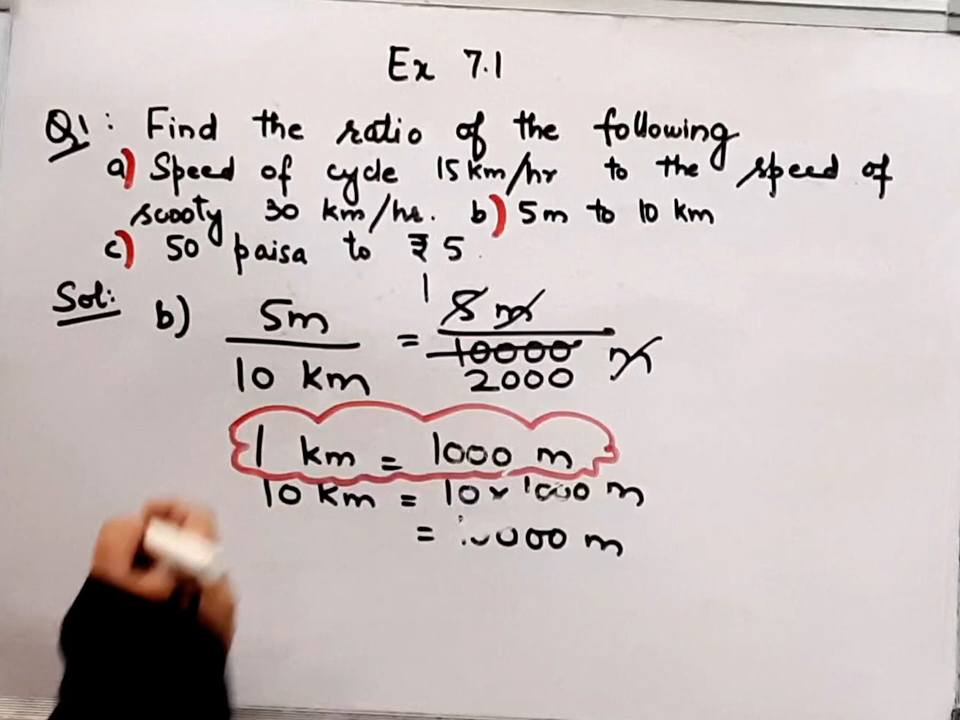 Ex 7.1
Q1: Find the ratio of the following
a) Speed of cycle 15 km/hr to the speed of
scooty 30 km/hr. b) 5m to 10 km
c) 50 paisa to ₹ 5
Sol: b) 5m / 10 km = 1 5 m / 10000 m
2000
1 km = 1000 m
10 km = 10 × 1000 m
= 10000 m